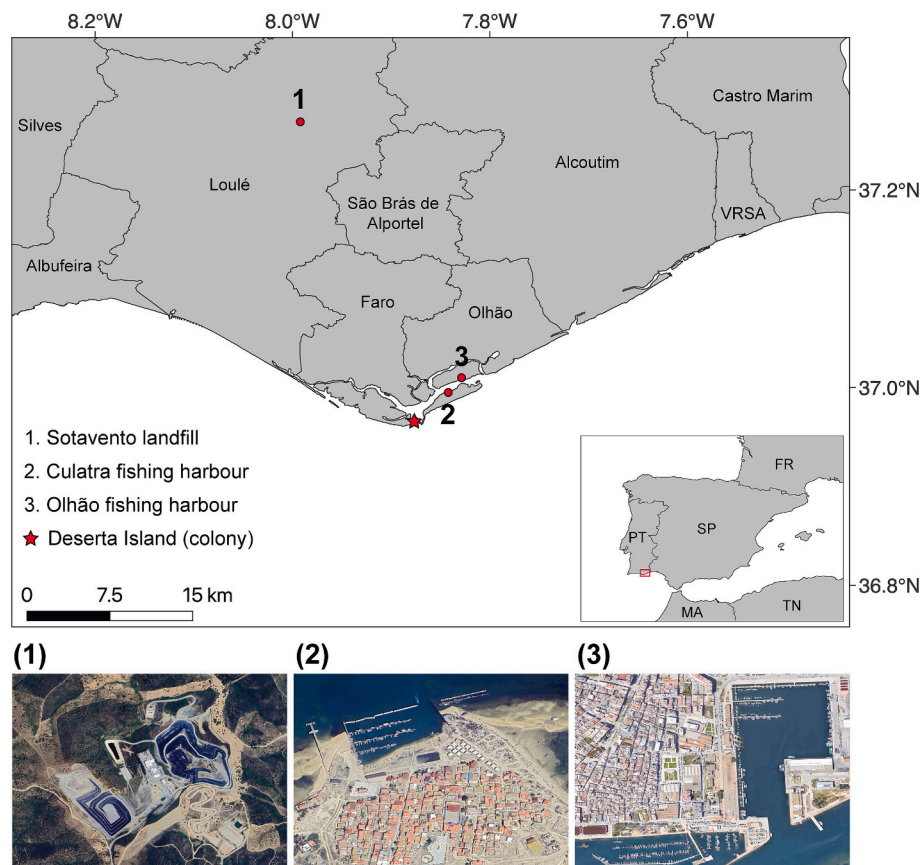 8.2°W
8.0°W
7.8°W
7.6°W
1
Castro Marim
Silves
Alcoutim
Loulé
37.2°N
São Brás de
Alportel
VRSA
Albufeira
Faro
Olhão
3
37.0°N
2
1. Sotavento landfill
2. Culatra fishing harbour
3. Olhão fishing harbour
Deserta Island (colony)
FR
PT
SP
0 7.5 15 km
36.8°N
MA
TN
(1)
(2)
(3)